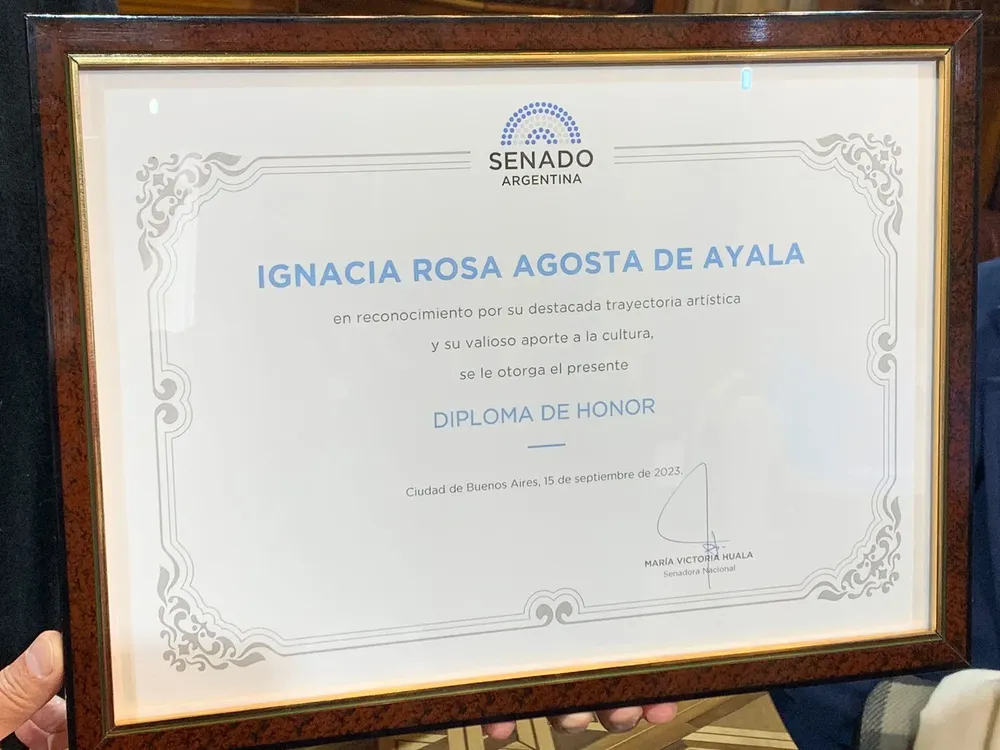 SENADO
ARGENTINA
IGNACIA ROSA AGOSTA DE AYALA
en reconocimiento por su destacada trayectoria artística
y su valioso aporte a la cultura,
se le otorga el presente
DIPLOMA DE HONOR
Ciudad de Buenos Aires, 15 de septiembre de 2023.
MARÍA VICTORIA HUALA
Senadora Nacional